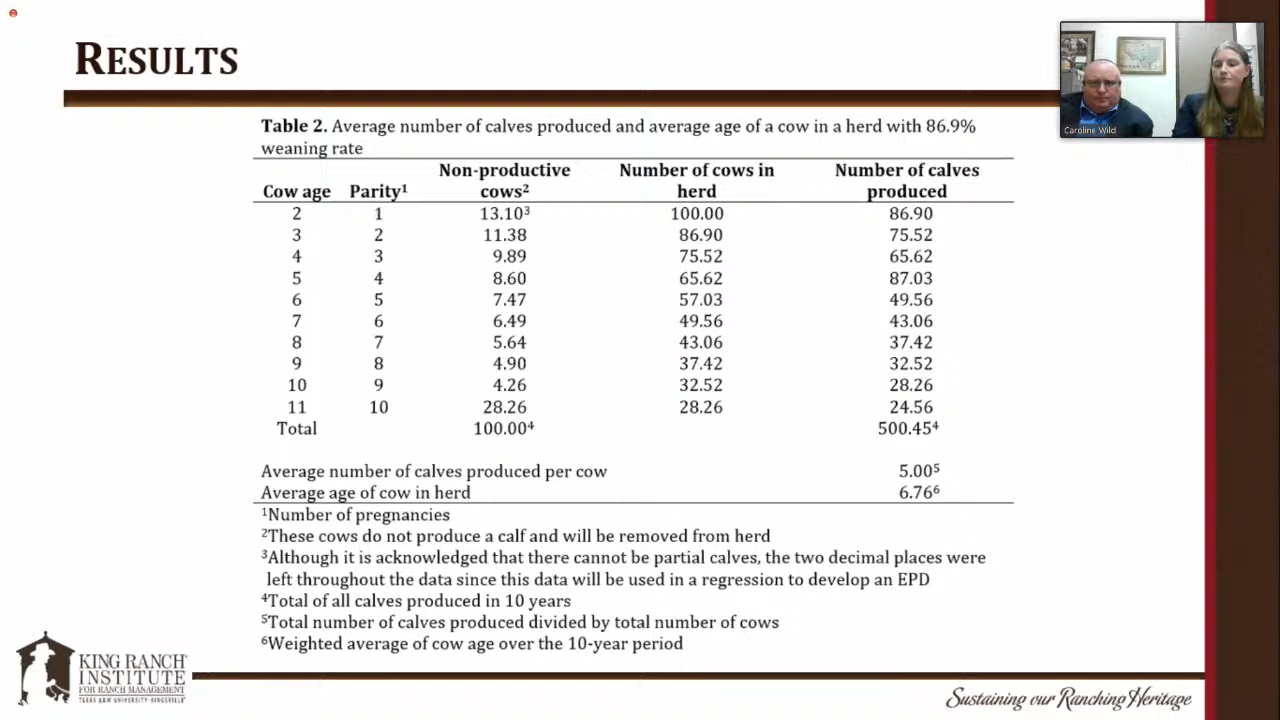 RESULTS
Caroline Wild
Table 2. Average number of calves produced and average age of a cow in a herd with 86.9%
weaning rate
Cow age Parity¹ Non-productive cows² Number of cows in herd Number of calves produced
2 1 13.10³ 100.00 86.90
3 2 11.38 86.90 75.52
4 3 9.89 75.52 65.62
5 4 8.60 65.62 87.03
6 5 7.47 57.03 49.56
7 6 6.49 49.56 43.06
8 7 5.64 43.06 37.42
9 8 4.90 37.42 32.52
10 9 4.26 32.52 28.26
11 10 28.26 28.26 24.56
Total 100.00⁴ 500.45⁴
Average number of calves produced per cow 5.00⁵
Average age of cow in herd 6.76⁶
¹Number of pregnancies
²These cows do not produce a calf and will be removed from herd
³Although it is acknowledged that there cannot be partial calves, the two decimal places were
left throughout the data since this data will be used in a regression to develop an EPD
⁴Total of all calves produced in 10 years
⁵Total number of calves produced divided by total number of cows
⁶Weighted average of cow age over the 10-year period
KING RANCH
INSTITUTE
FOR RANCH MANAGEMENT
TEXAS A&M UNIVERSITY-KINGSVILLE
Sustaining our Ranching Heritage